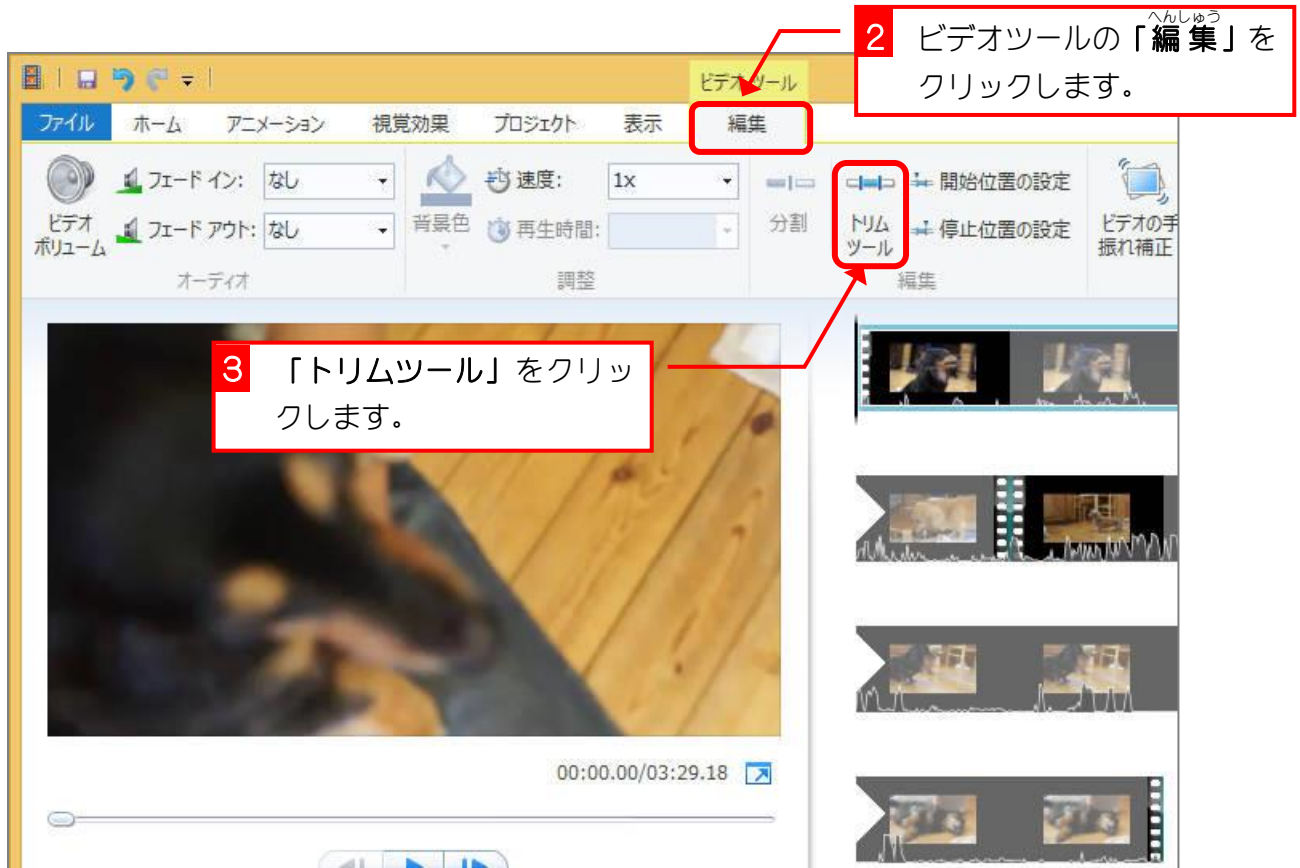 へんしゅう
2 ビデオツールの「編集」を
クリックします。
ビデオ ツール
ファイル ホーム アニメーション 視覚効果 プロジェクト 表示 編集
フェード イン: なし 速度: 1x 開始位置の設定
ビデオ ボリューム フェード アウト: なし 背景色 再生時間: 分割 トリム ツール 停止位置の設定 ビデオの手 振れ補正
オーディオ 調整 編集
3 「トリムツール」をクリッ
クします。
00:00.00/03:29.18